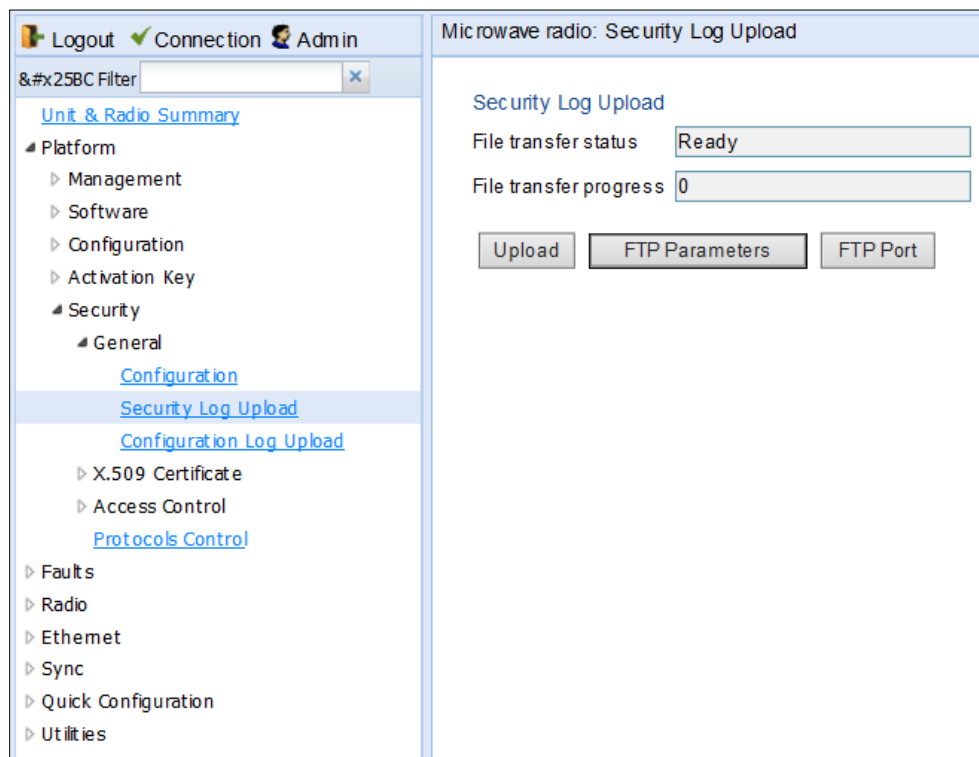 Logout Connection Admin
&#x25BC Filter
Unit & Radio Summary
Platform
Management
Software
Configuration
Activation Key
Security
General
Configuration
Security Log Upload
Configuration Log Upload
X.509 Certificate
Access Control
Protocols Control
Faults
Radio
Ethernet
Sync
Quick Configuration
Utilities
Microwave radio: Security Log Upload
Security Log Upload
File transfer status Ready
File transfer progress 0
Upload FTP Parameters FTP Port